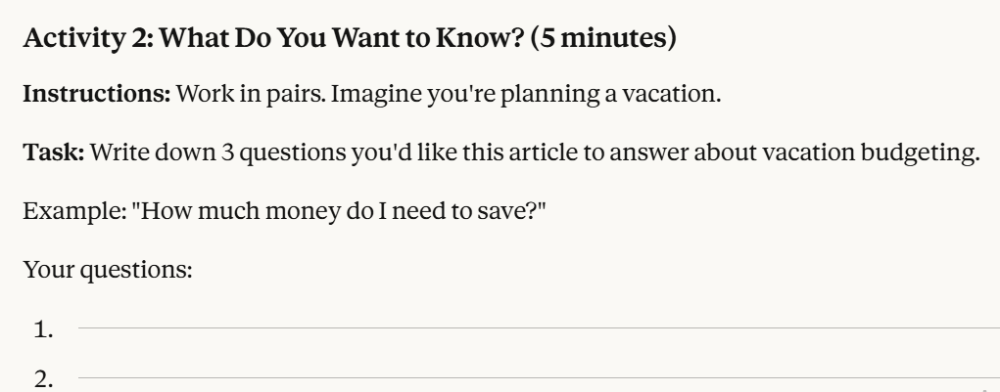 Activity 2: What Do You Want to Know? (5 minutes)
Instructions: Work in pairs. Imagine you're planning a vacation.
Task: Write down 3 questions you'd like this article to answer about vacation budgeting.
Example: "How much money do I need to save?"
Your questions:
1.
2.